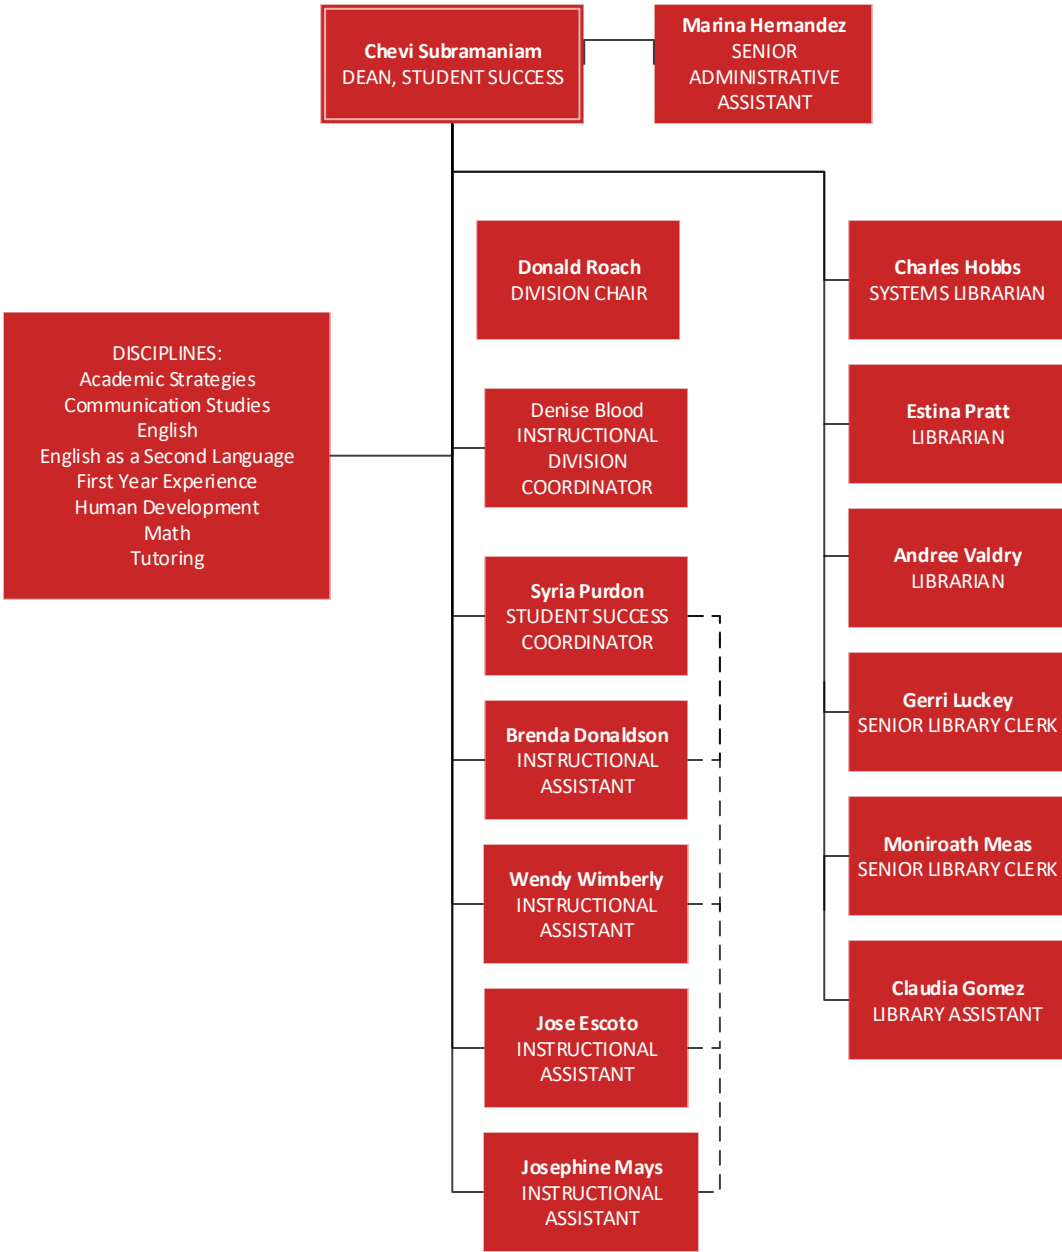 Chevi Subramaniam
DEAN, STUDENT SUCCESS
Marina Hernandez
SENIOR
ADMINISTRATIVE
ASSISTANT
DISCIPLINES:
Academic Strategies
Communication Studies
English
English as a Second Language
First Year Experience
Human Development
Math
Tutoring
Donald Roach
DIVISION CHAIR
Denise Blood
INSTRUCTIONAL
DIVISION
COORDINATOR
Syria Purdon
STUDENT SUCCESS
COORDINATOR
Brenda Donaldson
INSTRUCTIONAL
ASSISTANT
Wendy Wimberly
INSTRUCTIONAL
ASSISTANT
Jose Escoto
INSTRUCTIONAL
ASSISTANT
Josephine Mays
INSTRUCTIONAL
ASSISTANT
Charles Hobbs
SYSTEMS LIBRARIAN
Estina Pratt
LIBRARIAN
Andree Valdry
LIBRARIAN
Gerri Luckey
SENIOR LIBRARY CLERK
Moniroath Meas
SENIOR LIBRARY CLERK
Claudia Gomez
LIBRARY ASSISTANT